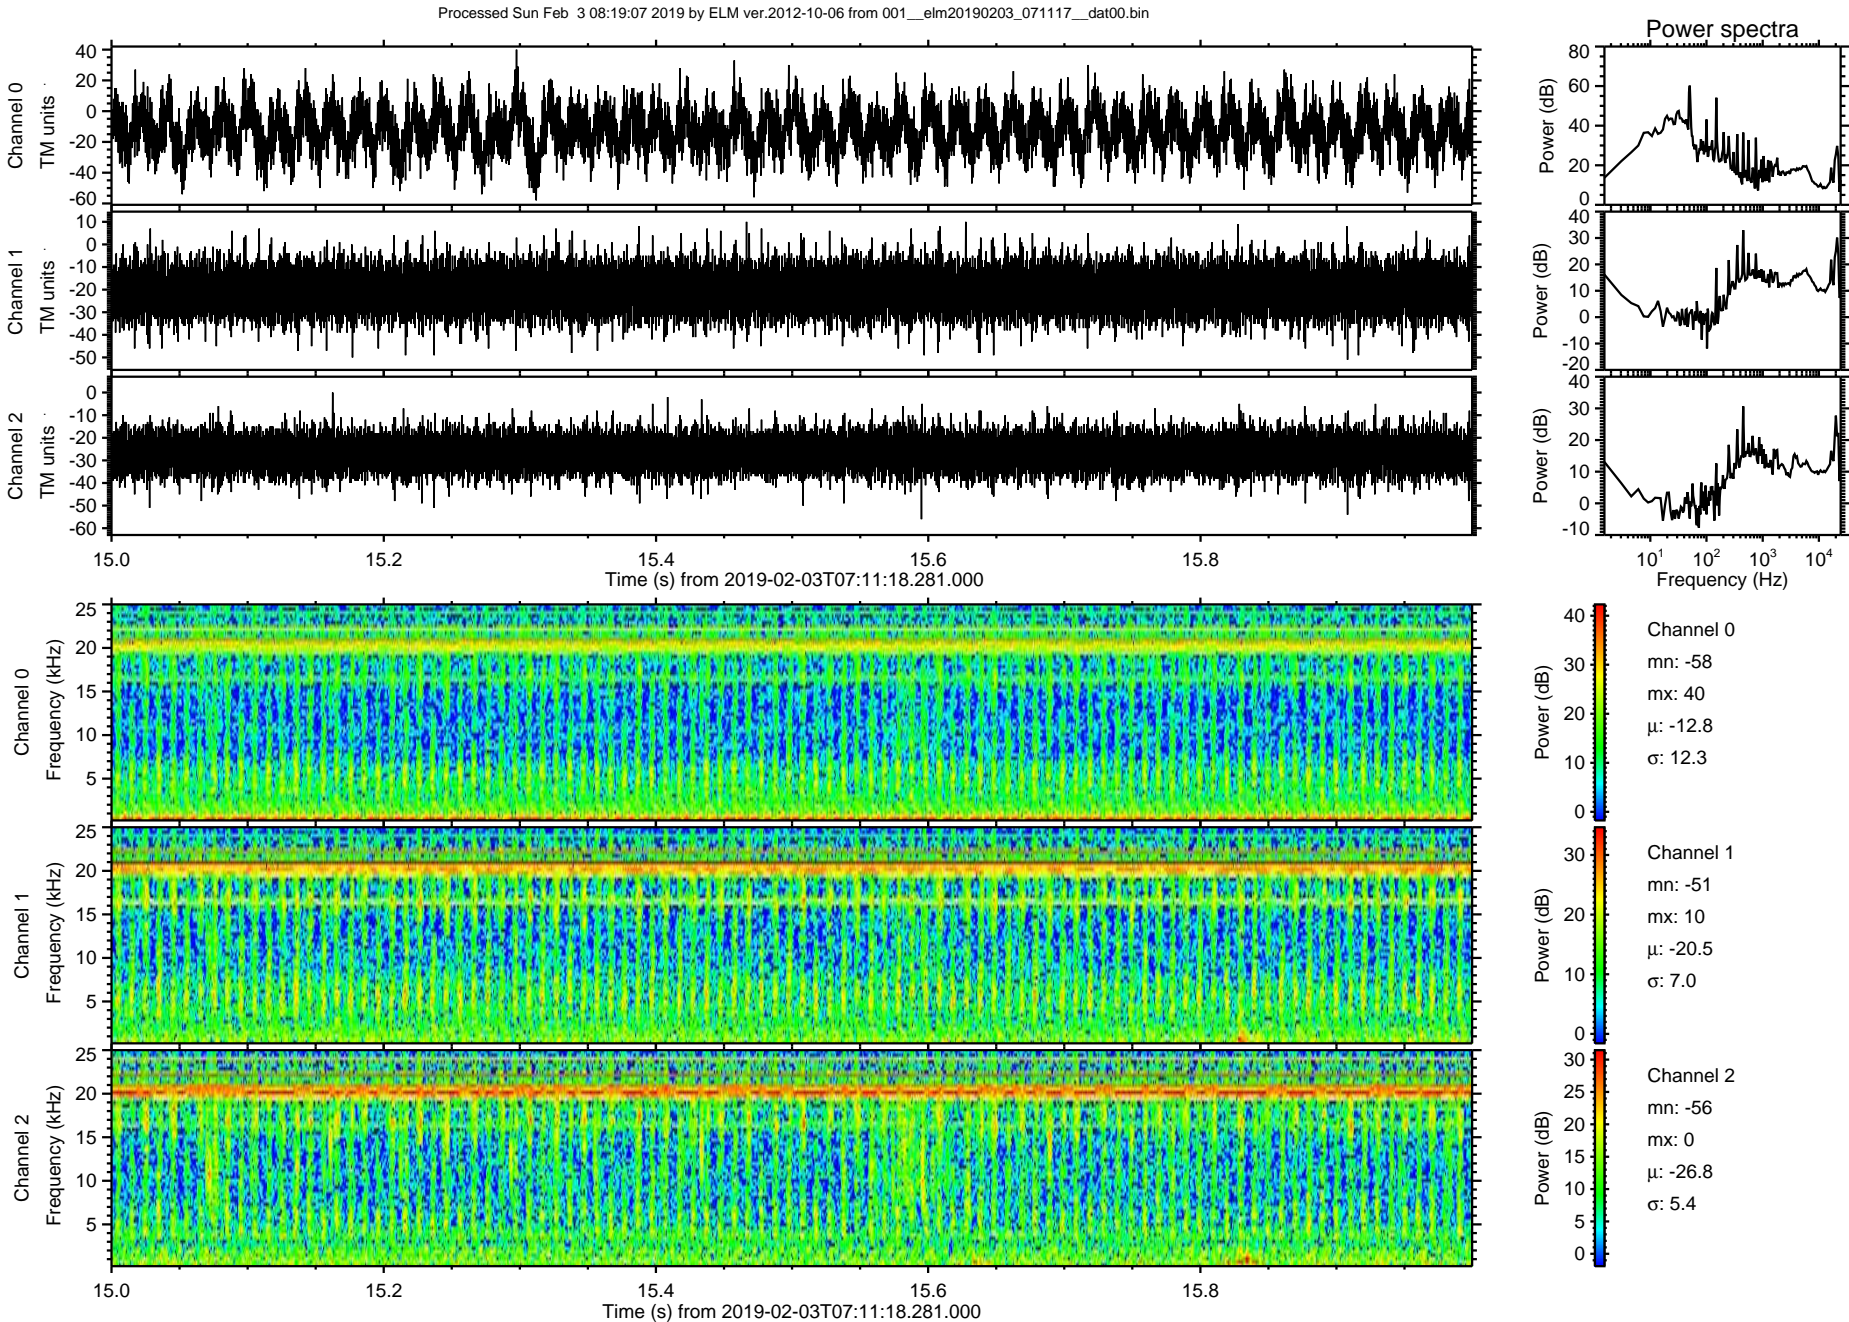 Processed Sun Feb  3 08:19:07 2019 by ELM ver.2012-10-06 from 001__elm20190203_071117__dat00.bin
Power spectra
Channel 0
TM units
40
20
0
-20
-40
-60
Power (dB)
80
60
40
20
0
Channel 1
TM units
10
0
-10
-20
-30
-40
-50
Power (dB)
40
30
20
10
0
-10
-20
Channel 2
TM units
0
-10
-20
-30
-40
-50
-60
Power (dB)
40
30
20
10
0
-10
15.0 15.2 15.4 15.6 15.8
Time (s) from 2019-02-03T07:11:18.281.000
10^1 10^2 10^3 10^4
Frequency (Hz)
Channel 0
Frequency (kHz)
25
20
15
10
5
Power (dB)
40
30
20
10
0
Channel 0
mn: -58
mx: 40
μ: -12.8
σ: 12.3
Channel 1
Frequency (kHz)
25
20
15
10
5
Power (dB)
30
20
10
0
Channel 1
mn: -51
mx: 10
μ: -20.5
σ: 7.0
Channel 2
Frequency (kHz)
25
20
15
10
5
Power (dB)
30
25
20
15
10
5
0
Channel 2
mn: -56
mx: 0
μ: -26.8
σ: 5.4
15.0 15.2 15.4 15.6 15.8
Time (s) from 2019-02-03T07:11:18.281.000